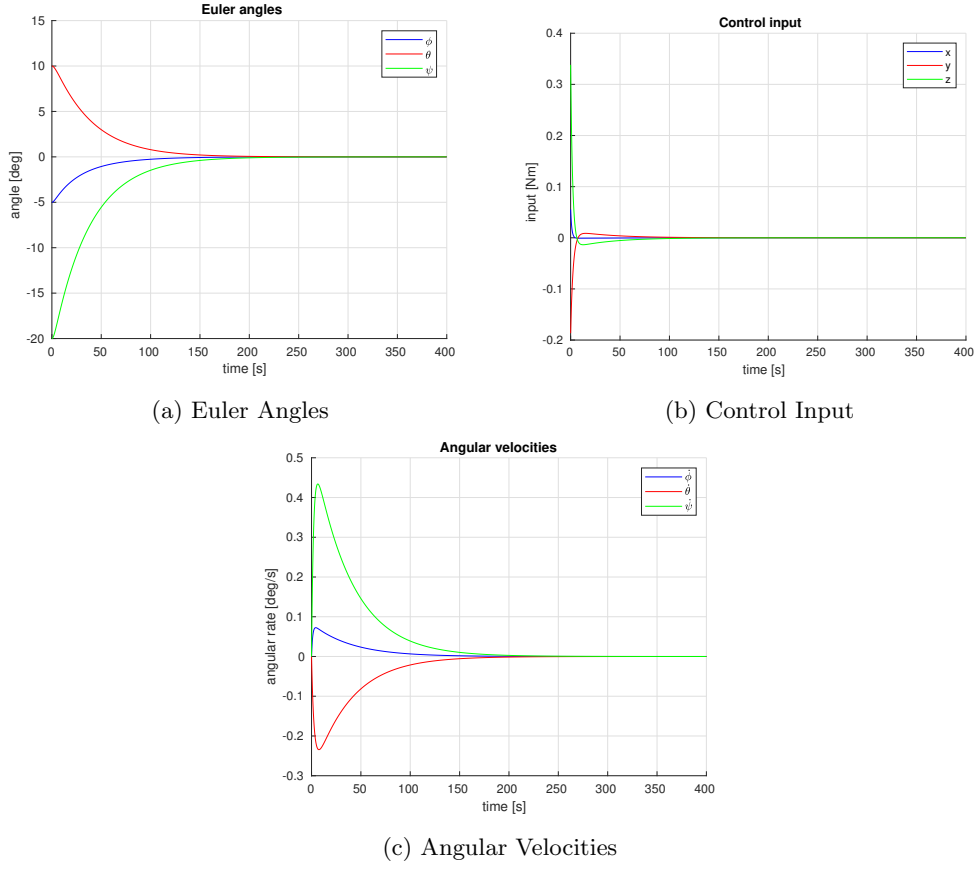 Euler angles
15
10
5
0
-5
-10
-15
-20
angle [deg]
0 50 100 150 200 250 300 350 400
time [s]
ϕ
θ
ψ
(a) Euler Angles
Control input
0.4
0.3
0.2
0.1
0
-0.1
-0.2
input [Nm]
0 50 100 150 200 250 300 350 400
time [s]
x
y
z
(b) Control Input
Angular velocities
0.5
0.4
0.3
0.2
0.1
0
-0.1
-0.2
-0.3
angular rate [deg/s]
0 50 100 150 200 250 300 350 400
time [s]
ϕ̇
θ̇
ψ̇
(c) Angular Velocities